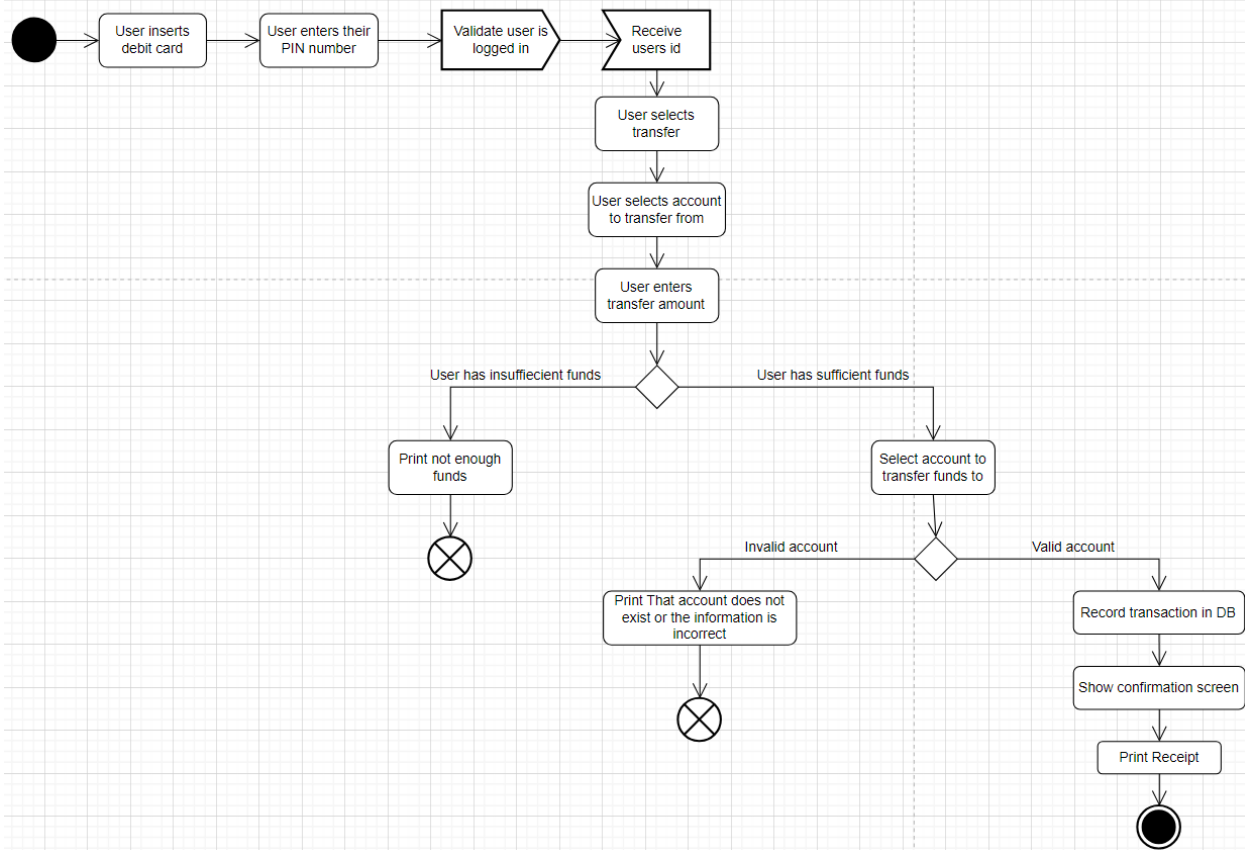 User inserts
debit card
User enters their
PIN number
Validate user is
logged in
Receive
users id
User selects
transfer
User selects account
to transfer from
User enters
transfer amount
User has insuffiecient funds
User has sufficient funds
Print not enough
funds
Select account to
transfer funds to
Invalid account
Valid account
Print That account does not
exist or the information is
incorrect
Record transaction in DB
Show confirmation screen
Print Receipt